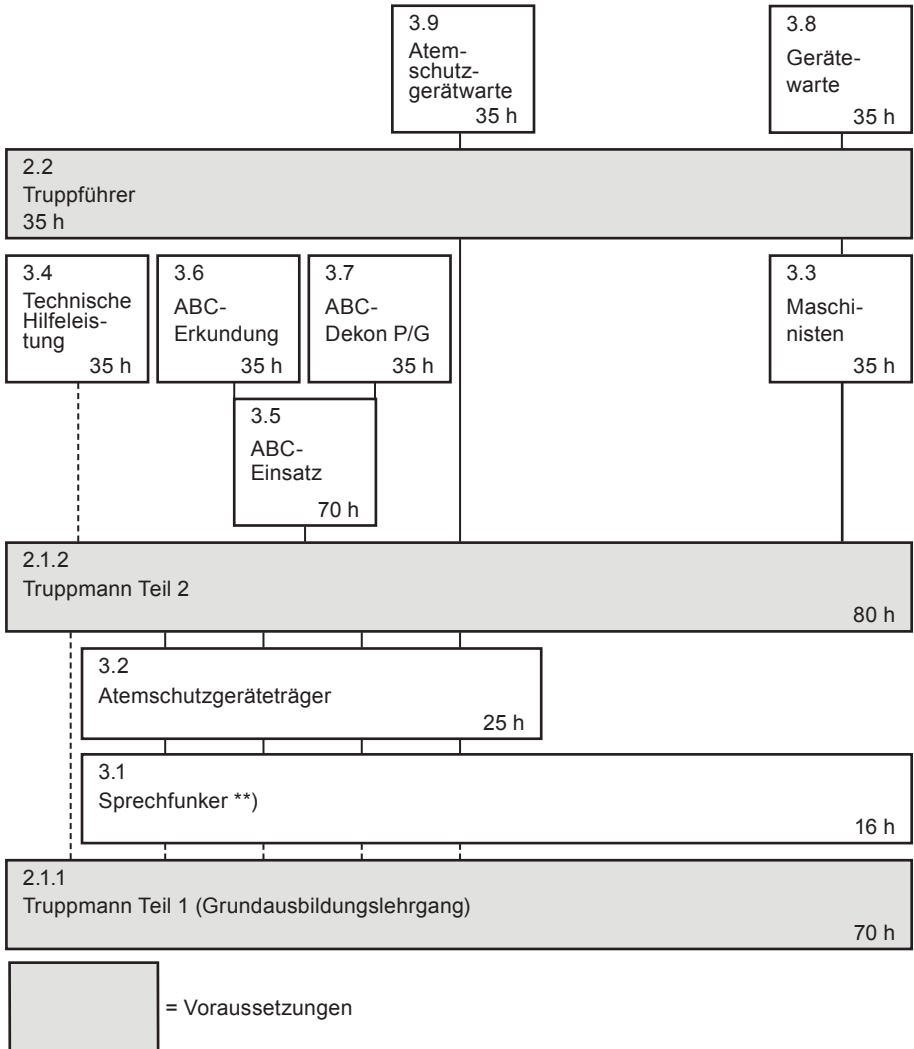 3.9
Atem-
schutz-
gerätwarte
35 h
3.8
Geräte-
warte
35 h
2.2
Truppführer
35 h
3.4
Technische
Hilfeleis-
tung
35 h
3.6
ABC-
Erkundung
35 h
3.7
ABC-
Dekon P/G
35 h
3.3
Maschi-
nisten
35 h
3.5
ABC-
Einsatz
70 h
2.1.2
Truppmann Teil 2
80 h
3.2
Atemschutzgeräteträger
25 h
3.1
Sprechfunker **)
16 h
2.1.1
Truppmann Teil 1 (Grundausbildungslehrgang)
70 h
= Voraussetzungen